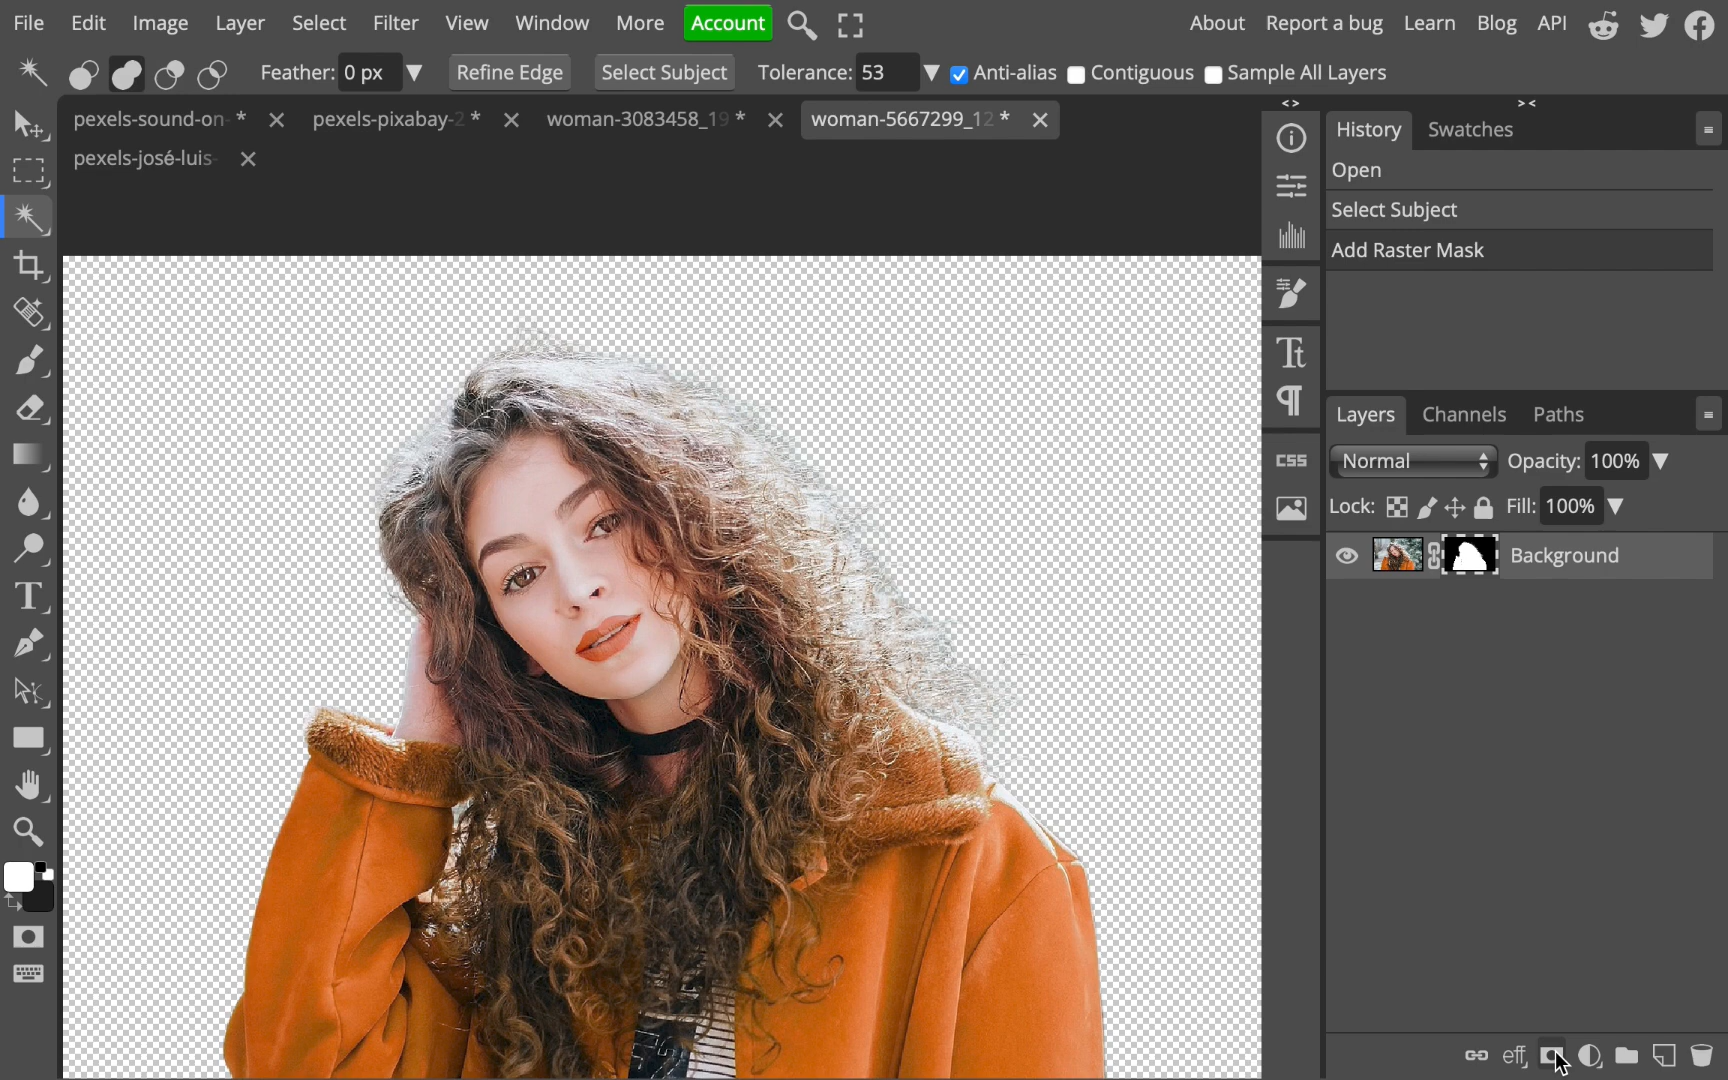 File Edit Image Layer Select Filter View Window More Account About Report a bug Learn Blog API
Feather: 0 px Refine Edge Select Subject Tolerance: 53 Anti-alias Contiguous Sample All Layers
pexels-sound-on- * pexels-pixabay-2 * woman-3083458_19 * woman-5667299_12 *
pexels-josé-luis-
History Swatches
Open
Select Subject
Add Raster Mask
Layers Channels Paths
CSS
Normal Opacity: 100%
Lock: Fill: 100%
Background
eff